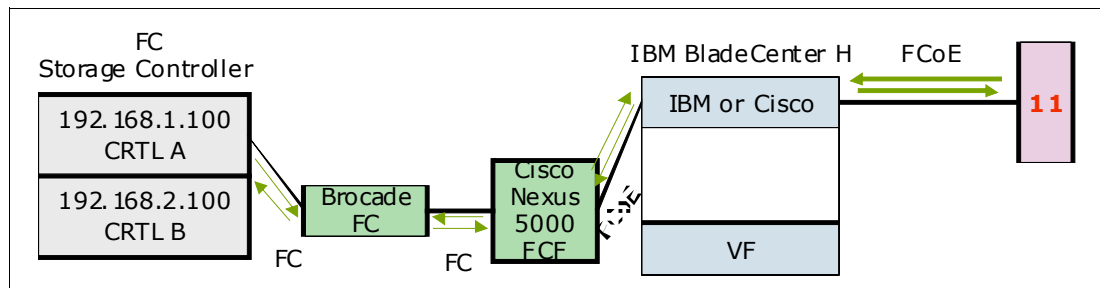 FC
Storage Controller
192.168.1.100
CRTL A
192.168.2.100
CRTL B
FC
Brocade
FC
FC
Cisco
Nexus
5000
FCF
FCoE
IBM BladeCenter H
IBM or Cisco
VF
FCoE
11